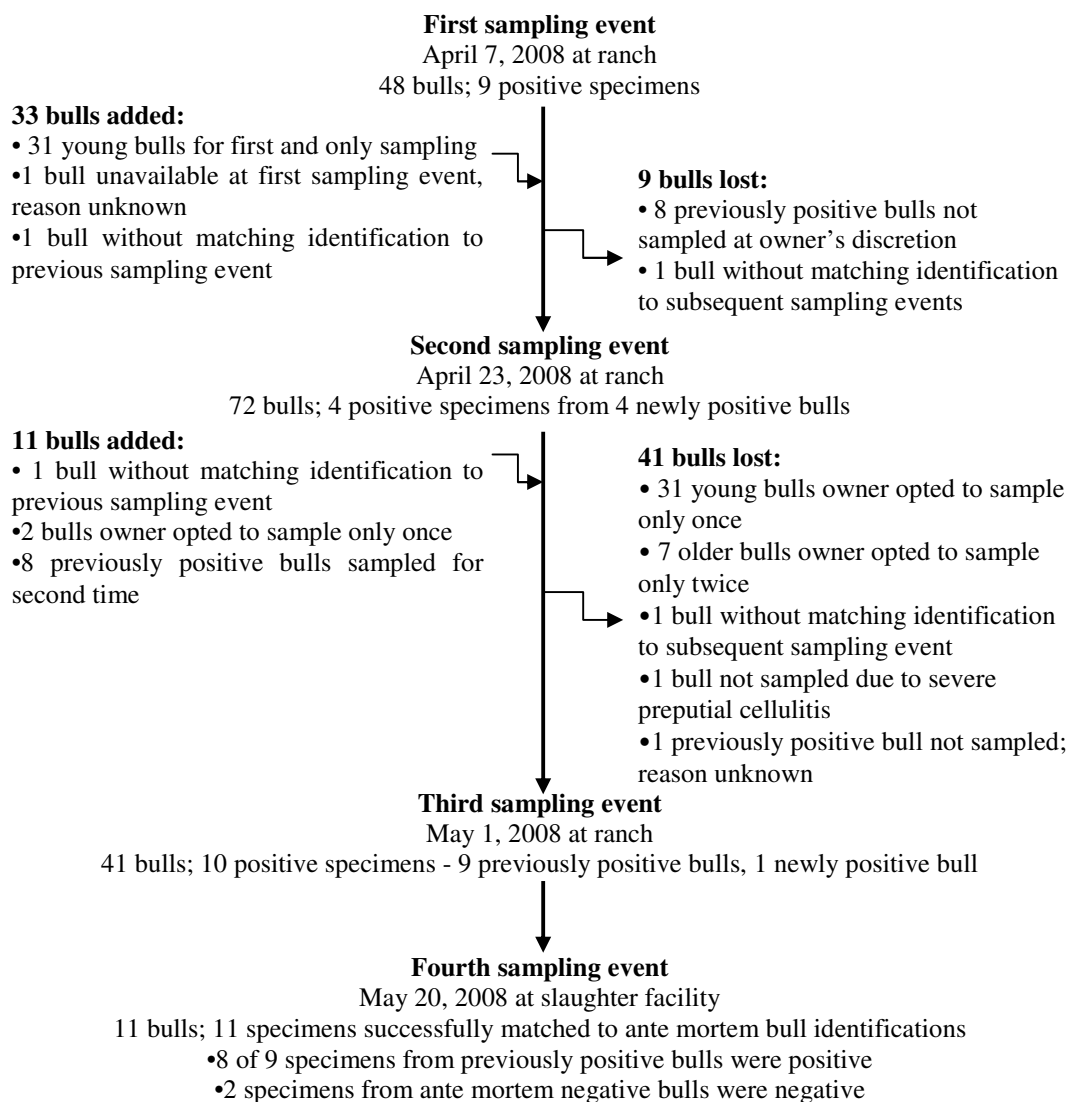 First sampling event
April 7, 2008 at ranch
48 bulls; 9 positive specimens
33 bulls added:
• 31 young bulls for first and only sampling
•1 bull unavailable at first sampling event,
reason unknown
•1 bull without matching identification to
previous sampling event
9 bulls lost:
• 8 previously positive bulls not
sampled at owner's discretion
• 1 bull without matching identification
to subsequent sampling events
Second sampling event
April 23, 2008 at ranch
72 bulls; 4 positive specimens from 4 newly positive bulls
11 bulls added:
• 1 bull without matching identification to
previous sampling event
•2 bulls owner opted to sample only once
•8 previously positive bulls sampled for
second time
41 bulls lost:
• 31 young bulls owner opted to sample
only once
• 7 older bulls owner opted to sample
only twice
•1 bull without matching identification
to subsequent sampling event
•1 bull not sampled due to severe
preputial cellulitis
•1 previously positive bull not sampled;
reason unknown
Third sampling event
May 1, 2008 at ranch
41 bulls; 10 positive specimens - 9 previously positive bulls, 1 newly positive bull
Fourth sampling event
May 20, 2008 at slaughter facility
11 bulls; 11 specimens successfully matched to ante mortem bull identifications
•8 of 9 specimens from previously positive bulls were positive
•2 specimens from ante mortem negative bulls were negative